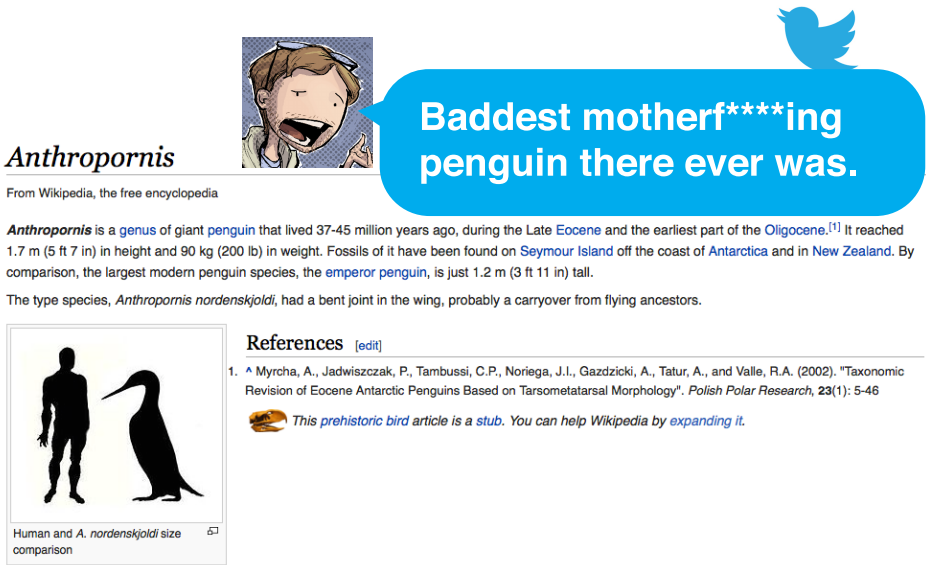 Baddest motherf****ing
penguin there ever was.
Anthropornis
From Wikipedia, the free encyclopedia
Anthropornis is a genus of giant penguin that lived 37-45 million years ago, during the Late Eocene and the earliest part of the Oligocene.[1] It reached
1.7 m (5 ft 7 in) in height and 90 kg (200 lb) in weight. Fossils of it have been found on Seymour Island off the coast of Antarctica and in New Zealand. By
comparison, the largest modern penguin species, the emperor penguin, is just 1.2 m (3 ft 11 in) tall.
The type species, Anthropornis nordenskjoldi, had a bent joint in the wing, probably a carryover from flying ancestors.
References [edit]
1. ^ Myrcha, A., Jadwiszczak, P., Tambussi, C.P., Noriega, J.I., Gazdzicki, A., Tatur, A., and Valle, R.A. (2002). "Taxonomic
Revision of Eocene Antarctic Penguins Based on Tarsometatarsal Morphology". Polish Polar Research, 23(1): 5-46
This prehistoric bird article is a stub. You can help Wikipedia by expanding it.
Human and A. nordenskjoldi size
comparison